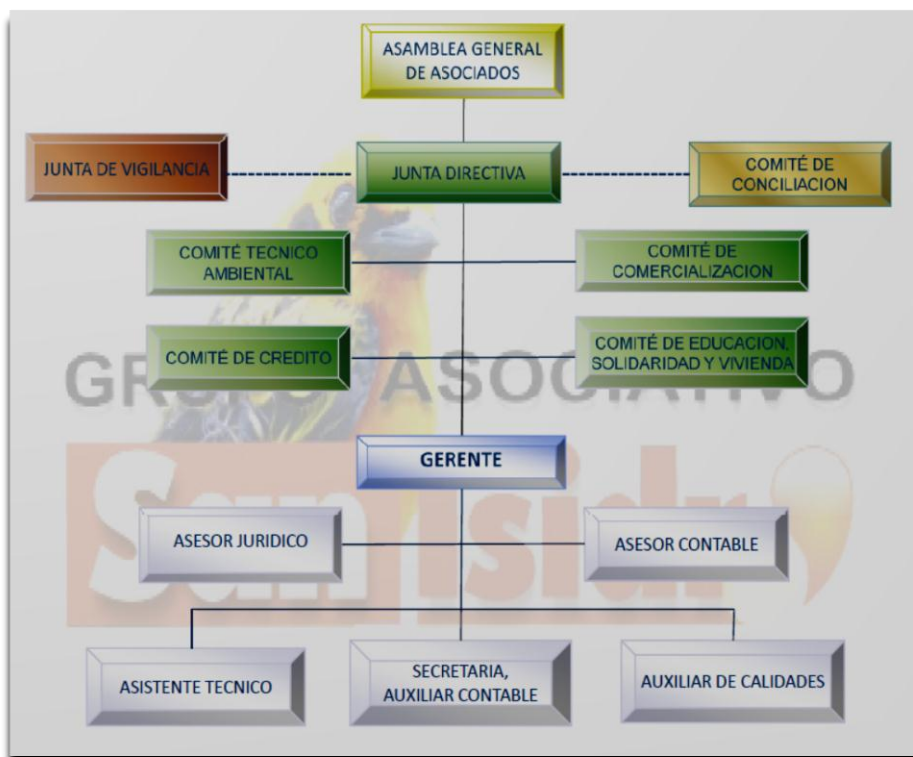 ASAMBLEA GENERAL
DE ASOCIADOS
JUNTA DE VIGILANCIA
JUNTA DIRECTIVA
COMITÉ DE
CONCILIACION
COMITÉ TECNICO
AMBIENTAL
COMITÉ DE
COMERCIALIZACION
COMITÉ DE CREDITO
COMITÉ DE EDUCACION,
SOLIDARIDAD Y VIVIENDA
GRUPO ASOCIATIVO
GERENTE
San Isidro
ASESOR JURIDICO
ASESOR CONTABLE
ASISTENTE TECNICO
SECRETARIA,
AUXILIAR CONTABLE
AUXILIAR DE CALIDADES